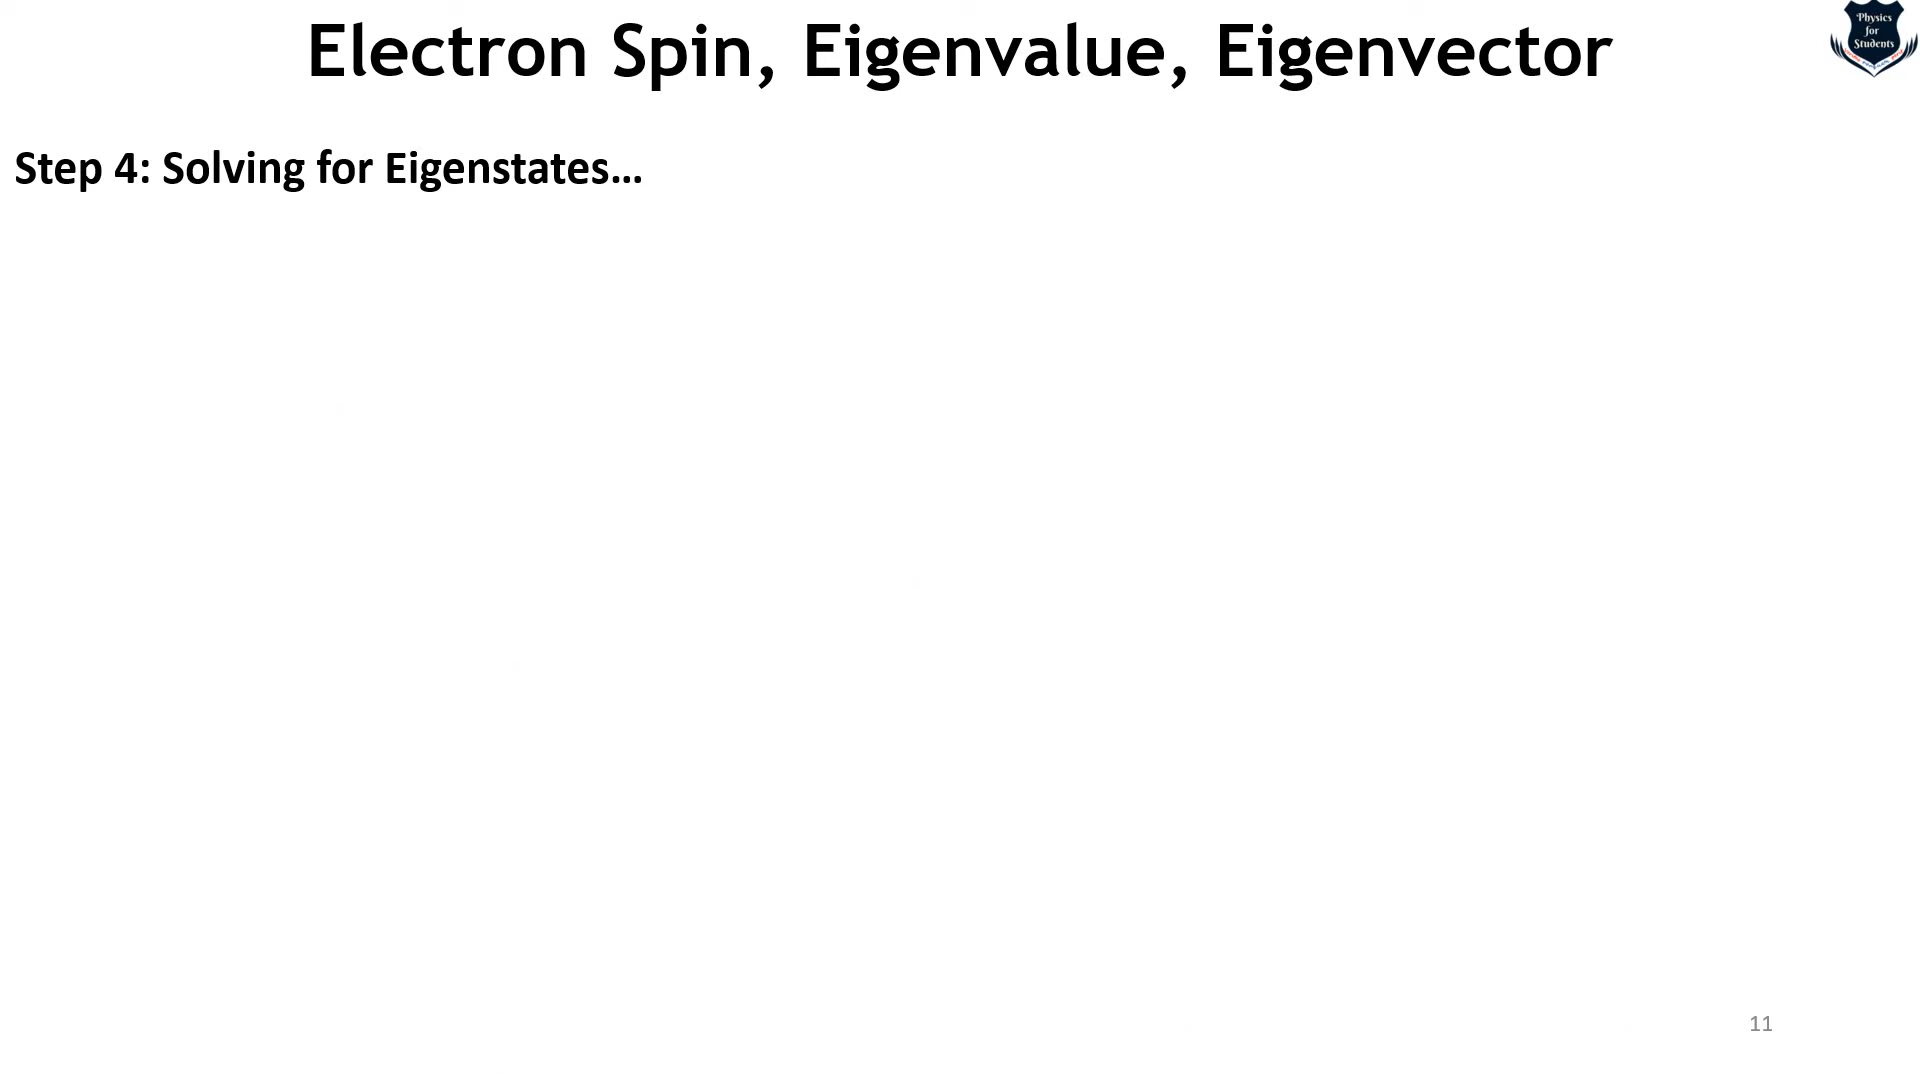 Electron Spin, Eigenvalue, Eigenvector
Physics
for
Students
Step 4: Solving for Eigenstates…
11